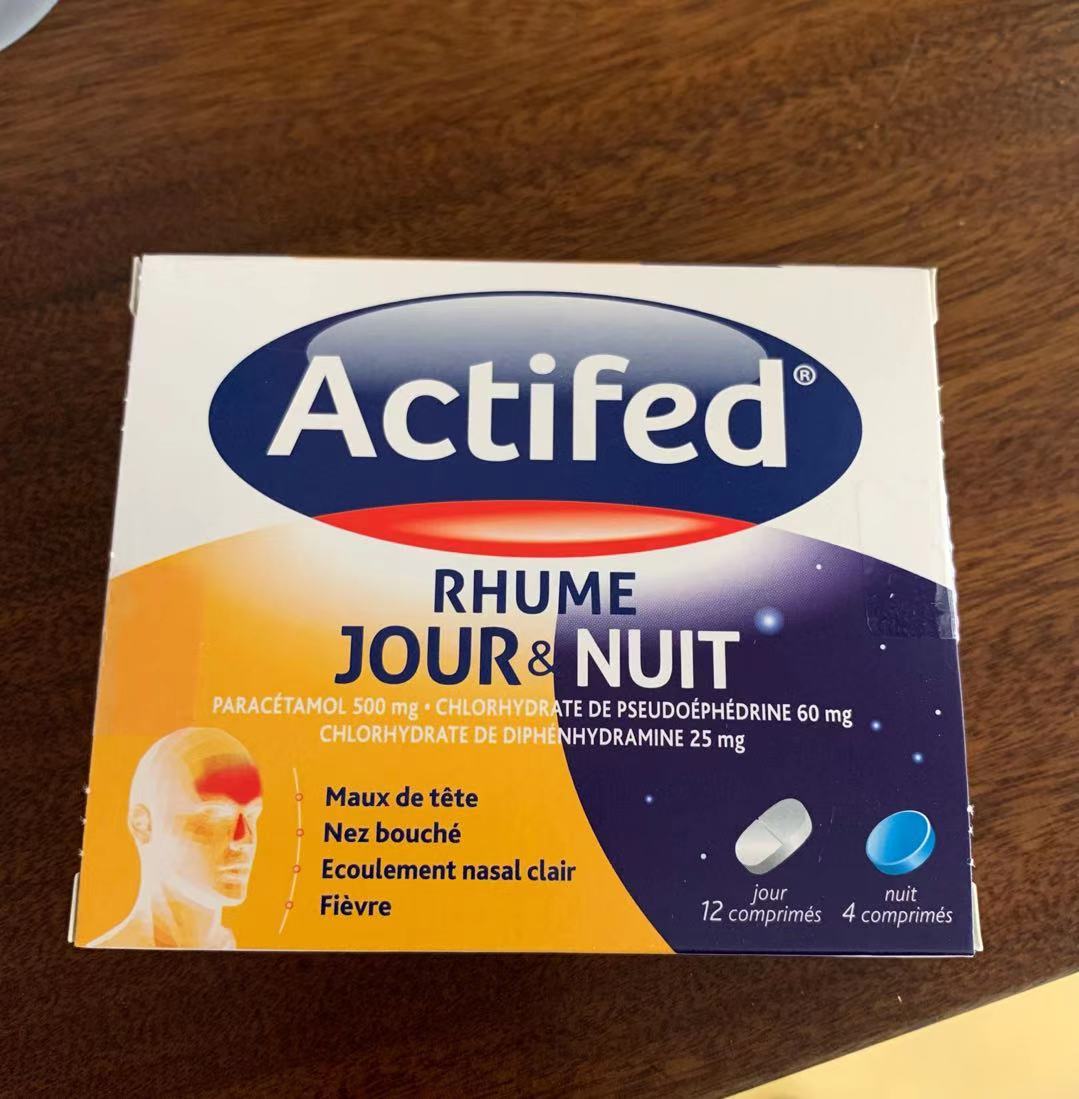 Actifed®
RHUME
JOUR & NUIT
PARACÉTAMOL 500 mg • CHLORHYDRATE DE PSEUDOÉPHÉDRINE 60 mg
CHLORHYDRATE DE DIPHÉNHYDRAMINE 25 mg
Maux de tête
Nez bouché
Ecoulement nasal clair
Fièvre
jour
12 comprimés
nuit
4 comprimés